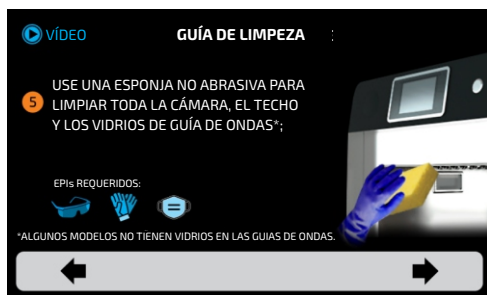 VÍDEO
GUÍA DE LIMPEZA :
5
USE UNA ESPONJA NO ABRASIVA PARA
LIMPIAR TODA LA CÁMARA, EL TECHO
Y LOS VIDRIOS DE GUÍA DE ONDAS*;
EPIs REQUERIDOS:
*ALGUNOS MODELOS NO TIENEN VIDRIOS EN LAS GUIAS DE ONDAS.